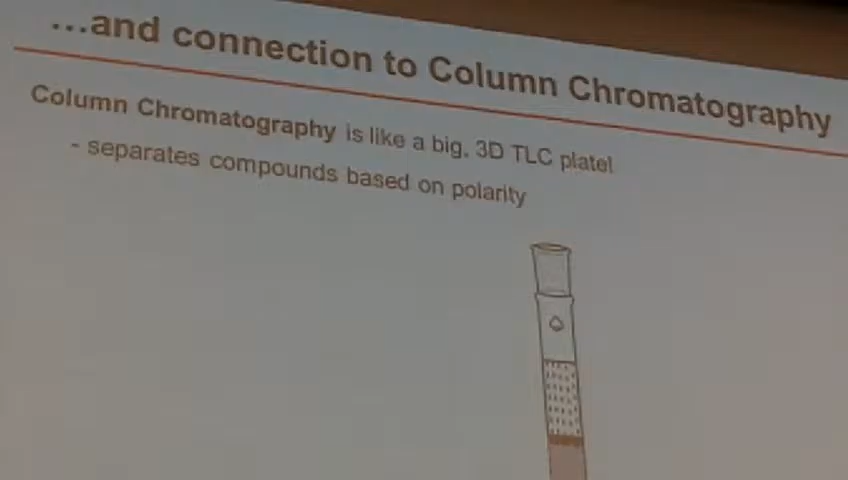 ...and connection to Column Chromatography
Column Chromatography is like a big, 3D TLC plate!
- separates compounds based on polarity